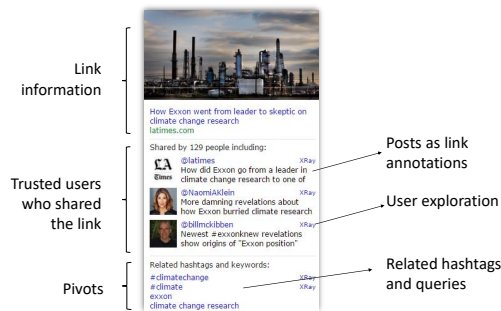 Link
information
How Exxon went from leader to skeptic on
climate change research
latimes.com
Shared by 129 people including:
LA
Times
@latimes XRay
How did Exxon go from a leader in
climate change research to one of
Trusted users
who shared
the link
@NaomiAKlein XRay
More damning revelations about
how Exxon burried climate research
@billmckibben XRay
Newest #exxonknew revelations
show origins of "Exxon position"
Posts as link
annotations
User exploration
Related hashtags and keywords:
Pivots
#climatechange XRay
#climate XRay
exxon
climate change research
Related hashtags
and queries